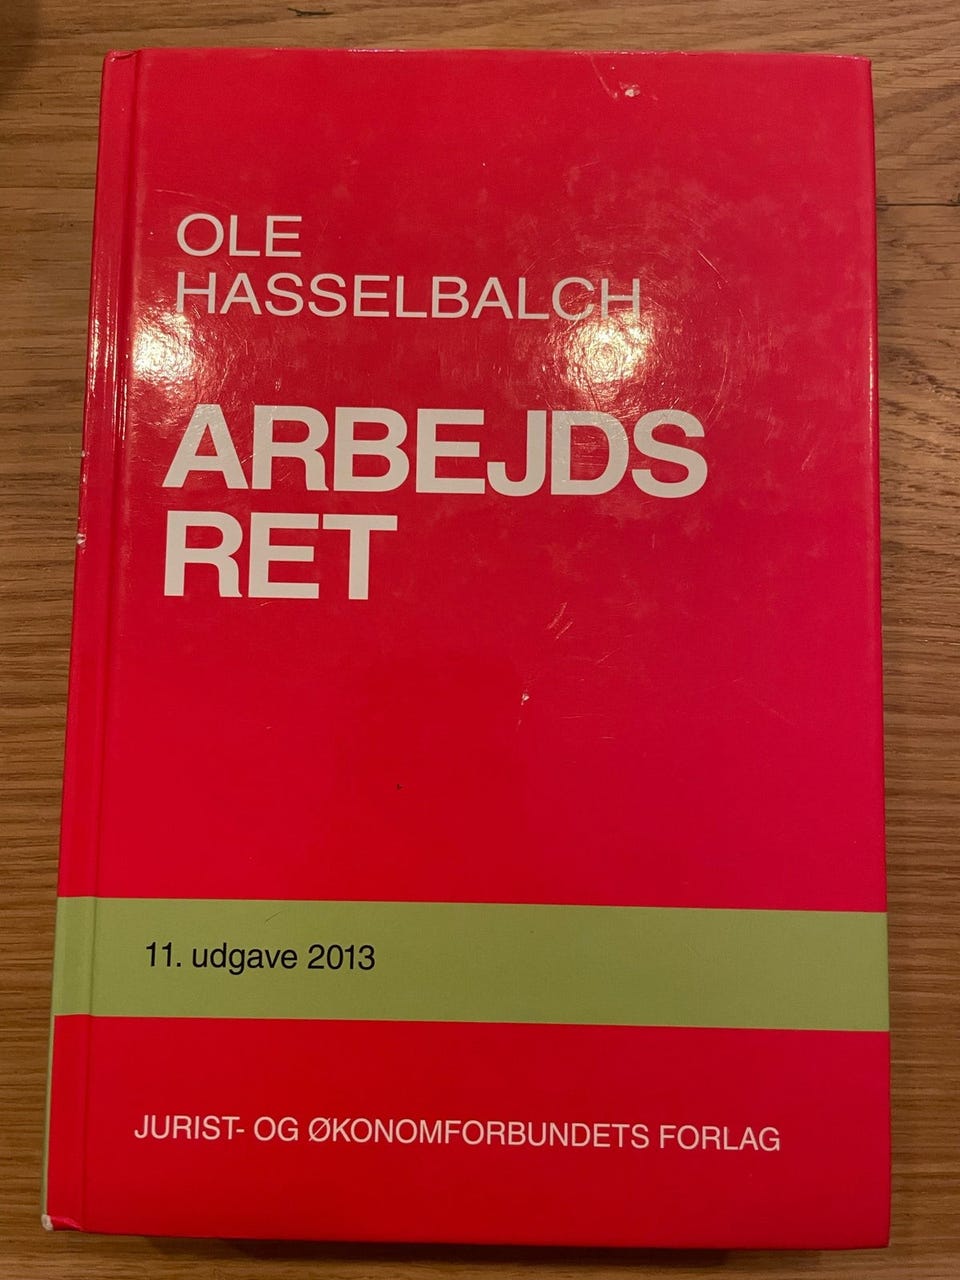 OLE
HASSELBALCH
ARBEJDS
RET
11. udgave 2013
JURIST- OG ØKONOMFORBUNDETS FORLAG